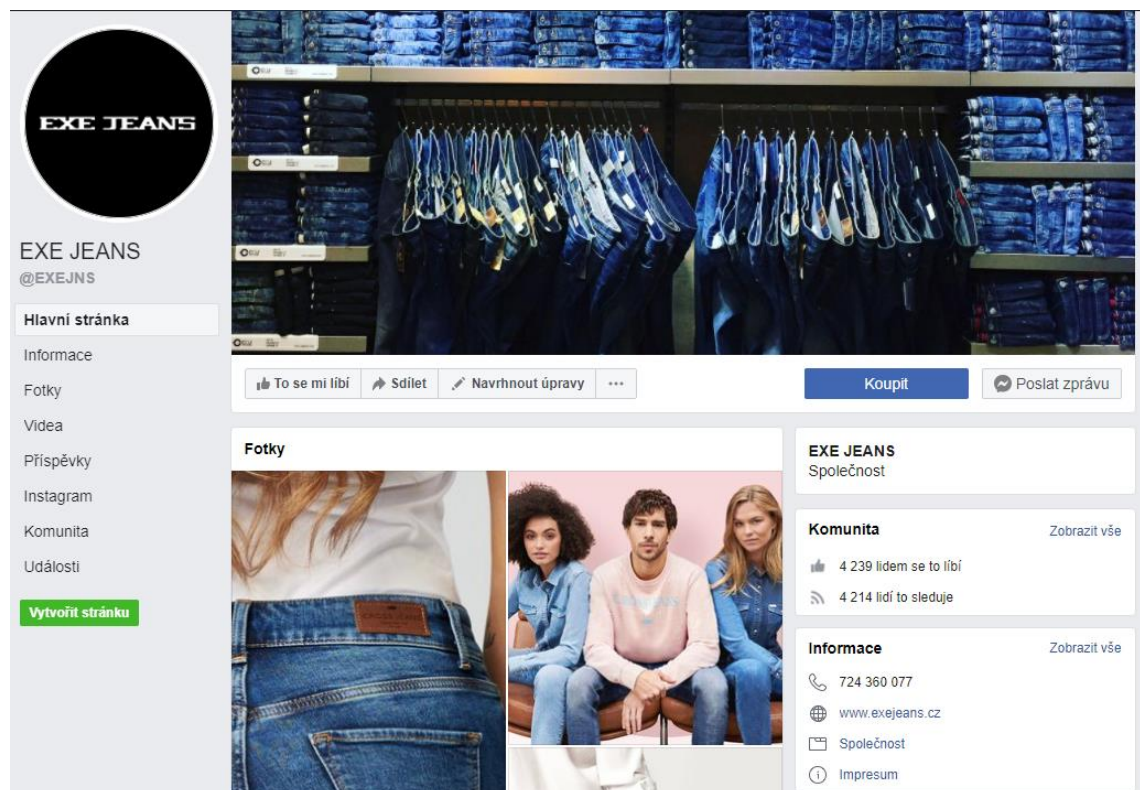 EXE JEANS
EXE JEANS
@EXEJNS
Hlavní stránka
Informace
Fotky
Videa
Příspěvky
Instagram
Komunita
Události
Vytvořit stránku
To se mi líbí
Sdílet
Navrhnout úpravy
Koupit
Poslat zprávu
Fotky
CROSS JEANS
EXE JEANS
Společnost
Komunita
Zobrazit vše
4 239 lidem se to líbí
4 214 lidí to sleduje
Informace
Zobrazit vše
724 360 077
www.exejeans.cz
Společnost
Impresum